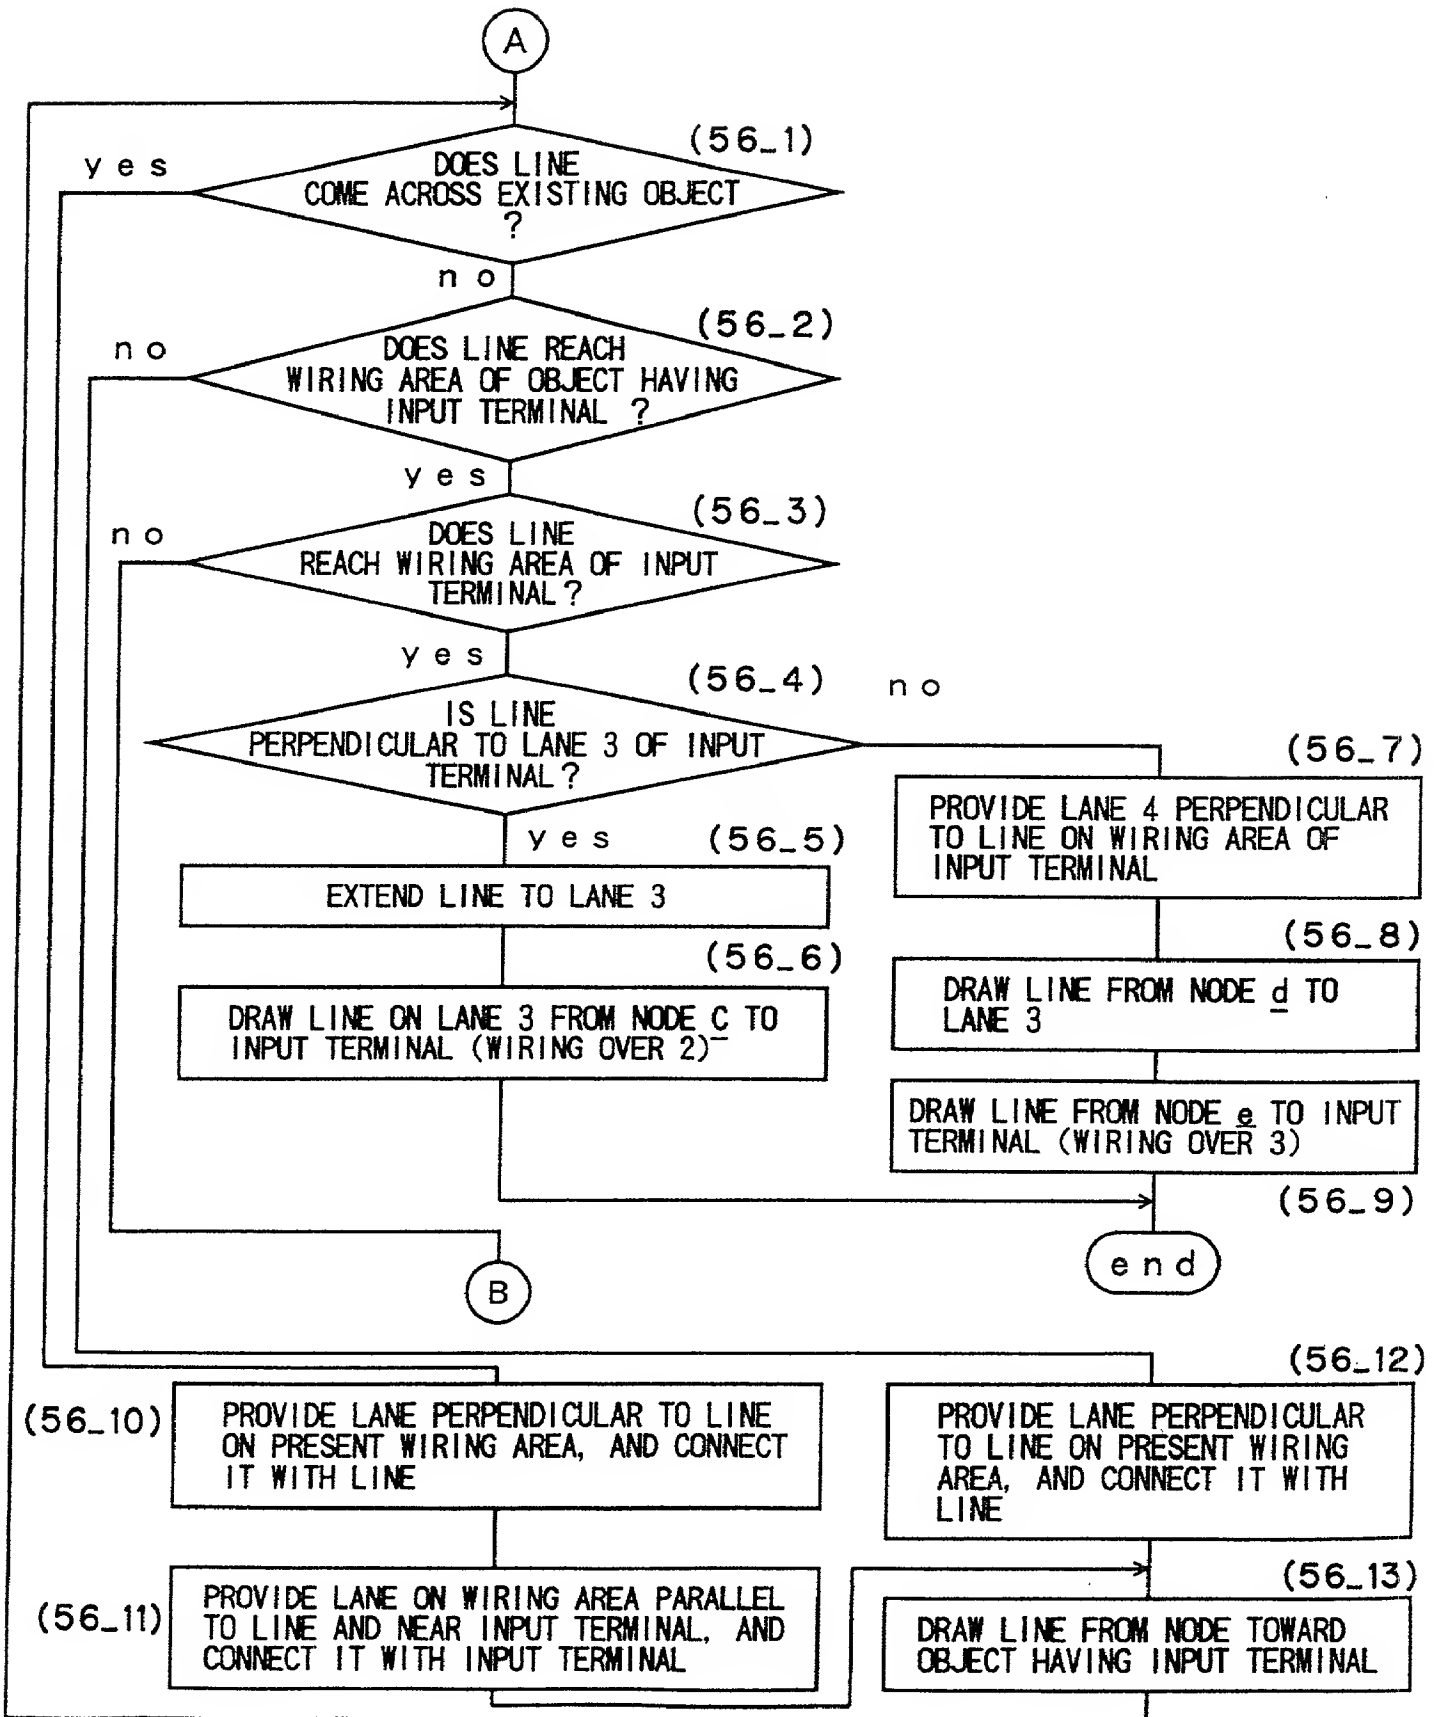 A
(56_1)
yes
DOES LINE
COME ACROSS EXISTING OBJECT
?
no
(56_2)
no
DOES LINE REACH
WIRING AREA OF OBJECT HAVING
INPUT TERMINAL ?
yes
(56_3)
no
DOES LINE
REACH WIRING AREA OF INPUT
TERMINAL?
yes
(56_4)
no
IS LINE
PERPENDICULAR TO LANE 3 OF INPUT
TERMINAL?
yes
(56_5)
EXTEND LINE TO LANE 3
(56_6)
DRAW LINE ON LANE 3 FROM NODE C TO
INPUT TERMINAL (WIRING OVER 2)
(56_7)
PROVIDE LANE 4 PERPENDICULAR
TO LINE ON WIRING AREA OF
INPUT TERMINAL
(56_8)
DRAW LINE FROM NODE d TO
LANE 3
DRAW LINE FROM NODE e TO INPUT
TERMINAL (WIRING OVER 3)
(56_9)
end
B
(56_10)
PROVIDE LANE PERPENDICULAR TO LINE
ON PRESENT WIRING AREA, AND CONNECT
IT WITH LINE
(56_11)
PROVIDE LANE ON WIRING AREA PARALLEL
TO LINE AND NEAR INPUT TERMINAL, AND
CONNECT IT WITH INPUT TERMINAL
(56_12)
PROVIDE LANE PERPENDICULAR
TO LINE ON PRESENT WIRING
AREA, AND CONNECT IT WITH
LINE
(56_13)
DRAW LINE FROM NODE TOWARD
OBJECT HAVING INPUT TERMINAL